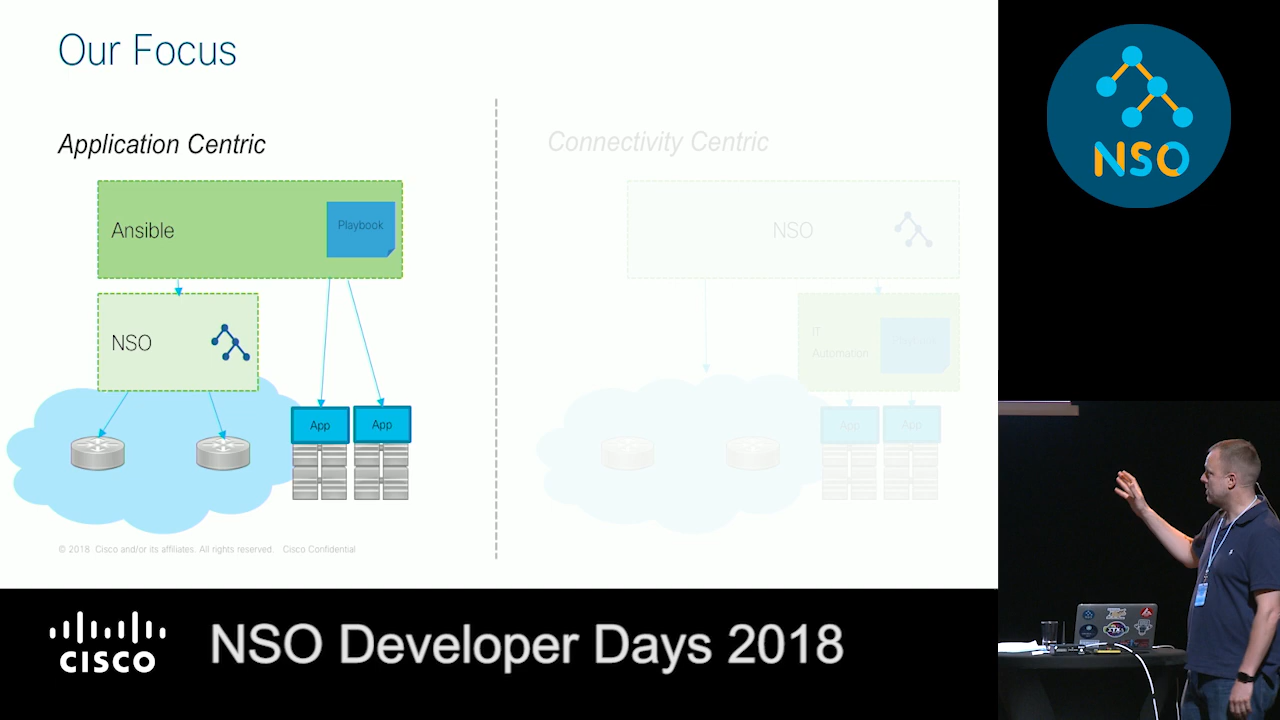 Our Focus
Application Centric
Ansible
Playbook
NSO
App
App
© 2018 Cisco and/or its affiliates. All rights reserved. Cisco Confidential
Connectivity Centric
NSO
IT
Automation
App
App
NSO
CISCO
NSO Developer Days 2018